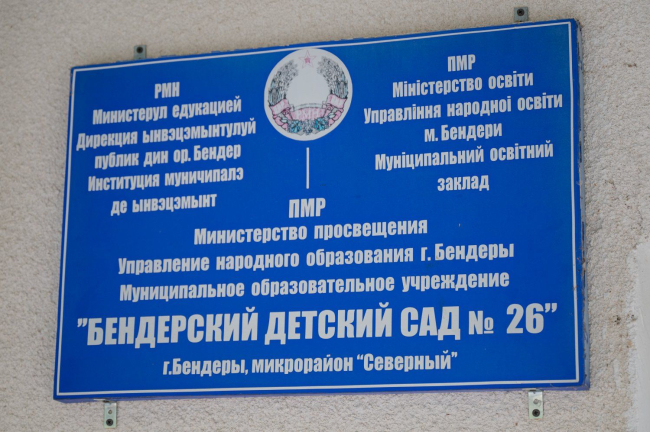 РМН
Министерул едукацией
Дирекция ынвэцэмынтулуй
публик дин ор. Бендер
Институция муничипалэ
де ынвэцэмынт
ПМР
Міністерство освіти
Управління народної освіти
м. Бендери
Муніципальний освітний
заклад
ПМР
Министерство просвещения
Управление народного образования г. Бендеры
Муниципальное образовательное учреждение
"БЕНДЕРСКИЙ ДЕТСКИЙ САД № 26"
г.Бендеры, микрорайон "Северный"